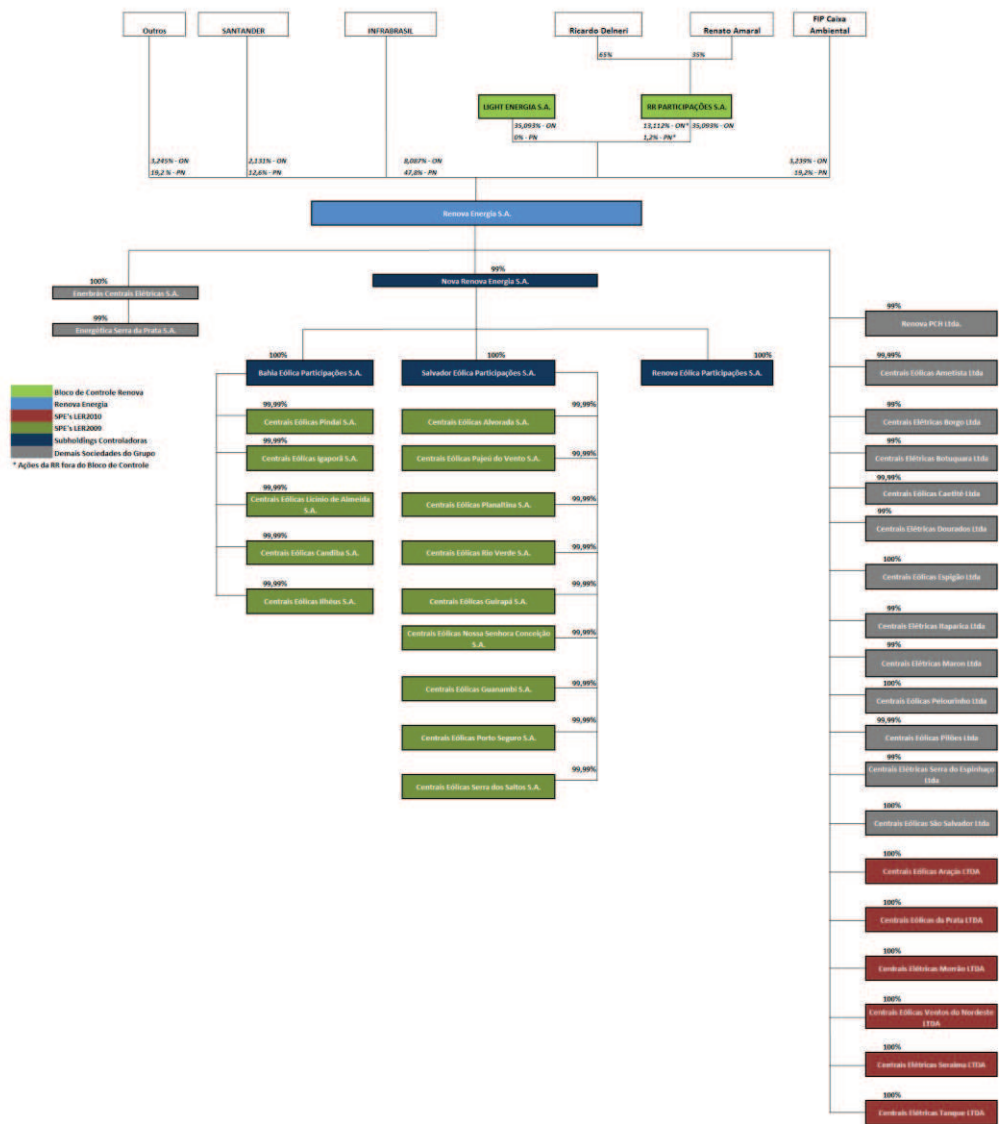 Outros
SANTANDER
INFRABRASIL
Ricardo Delneri
Renato Amaral
FIP Caixa
Ambiental
65%
35%
LIGHT ENERGIA S.A.
RR PARTICIPAÇÕES S.A.
35,093% - ON
0% - PN
13,112% - ON*
35,093% - ON
1,2% - PN*
3,245% - ON
19,2% - PN
2,131% - ON
12,6% - PN
8,087% - ON
47,8% - PN
3,239% - ON
19,2% - PN
Renova Energia S.A.
100%
Enerbrás Centrais Elétricas S.A.
99%
Energética Serra da Prata S.A.
99%
Nova Renova Energia S.A.
100%
Bahia Eólica Participações S.A.
100%
Salvador Eólica Participações S.A.
100%
Renova Eólica Participações S.A.
Bloco de Controle Renova
Renova Energia
SPE's LER2010
SPE's LER2009
Subholdings Controladoras
Demais Sociedades do Grupo
* Ações da RR fora do Bloco de Controle
99,99%
Centrais Eólicas Pindaí S.A.
99,99%
Centrais Eólicas Igaporã S.A.
99,99%
Centrais Eólicas Licínio de Almeida
S.A.
99,99%
Centrais Eólicas Candiba S.A.
99,99%
Centrais Eólicas Ilhéus S.A.
99,99%
Centrais Eólicas Alvorada S.A.
99,99%
Centrais Eólicas Pajeú do Vento S.A.
99,99%
Centrais Eólicas Planaltina S.A.
99,99%
Centrais Eólicas Rio Verde S.A.
99,99%
Centrais Eólicas Guirapá S.A.
99,99%
Centrais Eólicas Nossa Senhora Conceição
S.A.
99,99%
Centrais Eólicas Guanambi S.A.
99,99%
Centrais Eólicas Porto Seguro S.A.
99,99%
Centrais Eólicas Serra dos Saltos S.A.
99%
Renova PCH Ltda.
99,99%
Centrais Eólicas Ametista Ltda
99%
Centrais Elétricas Borgo Ltda
99%
Centrais Elétricas Botuquara Ltda
99,99%
Centrais Eólicas Caetité Ltda
99%
Centrais Elétricas Dourados Ltda
100%
Centrais Eólicas Espigão Ltda
99%
Centrais Elétricas Itaparica Ltda
99%
Centrais Elétricas Maron Ltda
100%
Centrais Eólicas Pelourinho Ltda
99,99%
Centrais Eólicas Pilões Ltda
99%
Centrais Elétricas Serra do Espinhaço
Ltda
100%
Centrais Eólicas São Salvador Ltda
100%
Centrais Eólicas Araçás LTDA
100%
Centrais Eólicas da Prata LTDA
100%
Centrais Elétricas Morrão LTDA
100%
Centrais Eólicas Ventos do Nordeste
LTDA
100%
Centrais Elétricas Seraíma LTDA
100%
Centrais Elétricas Tanque LTDA